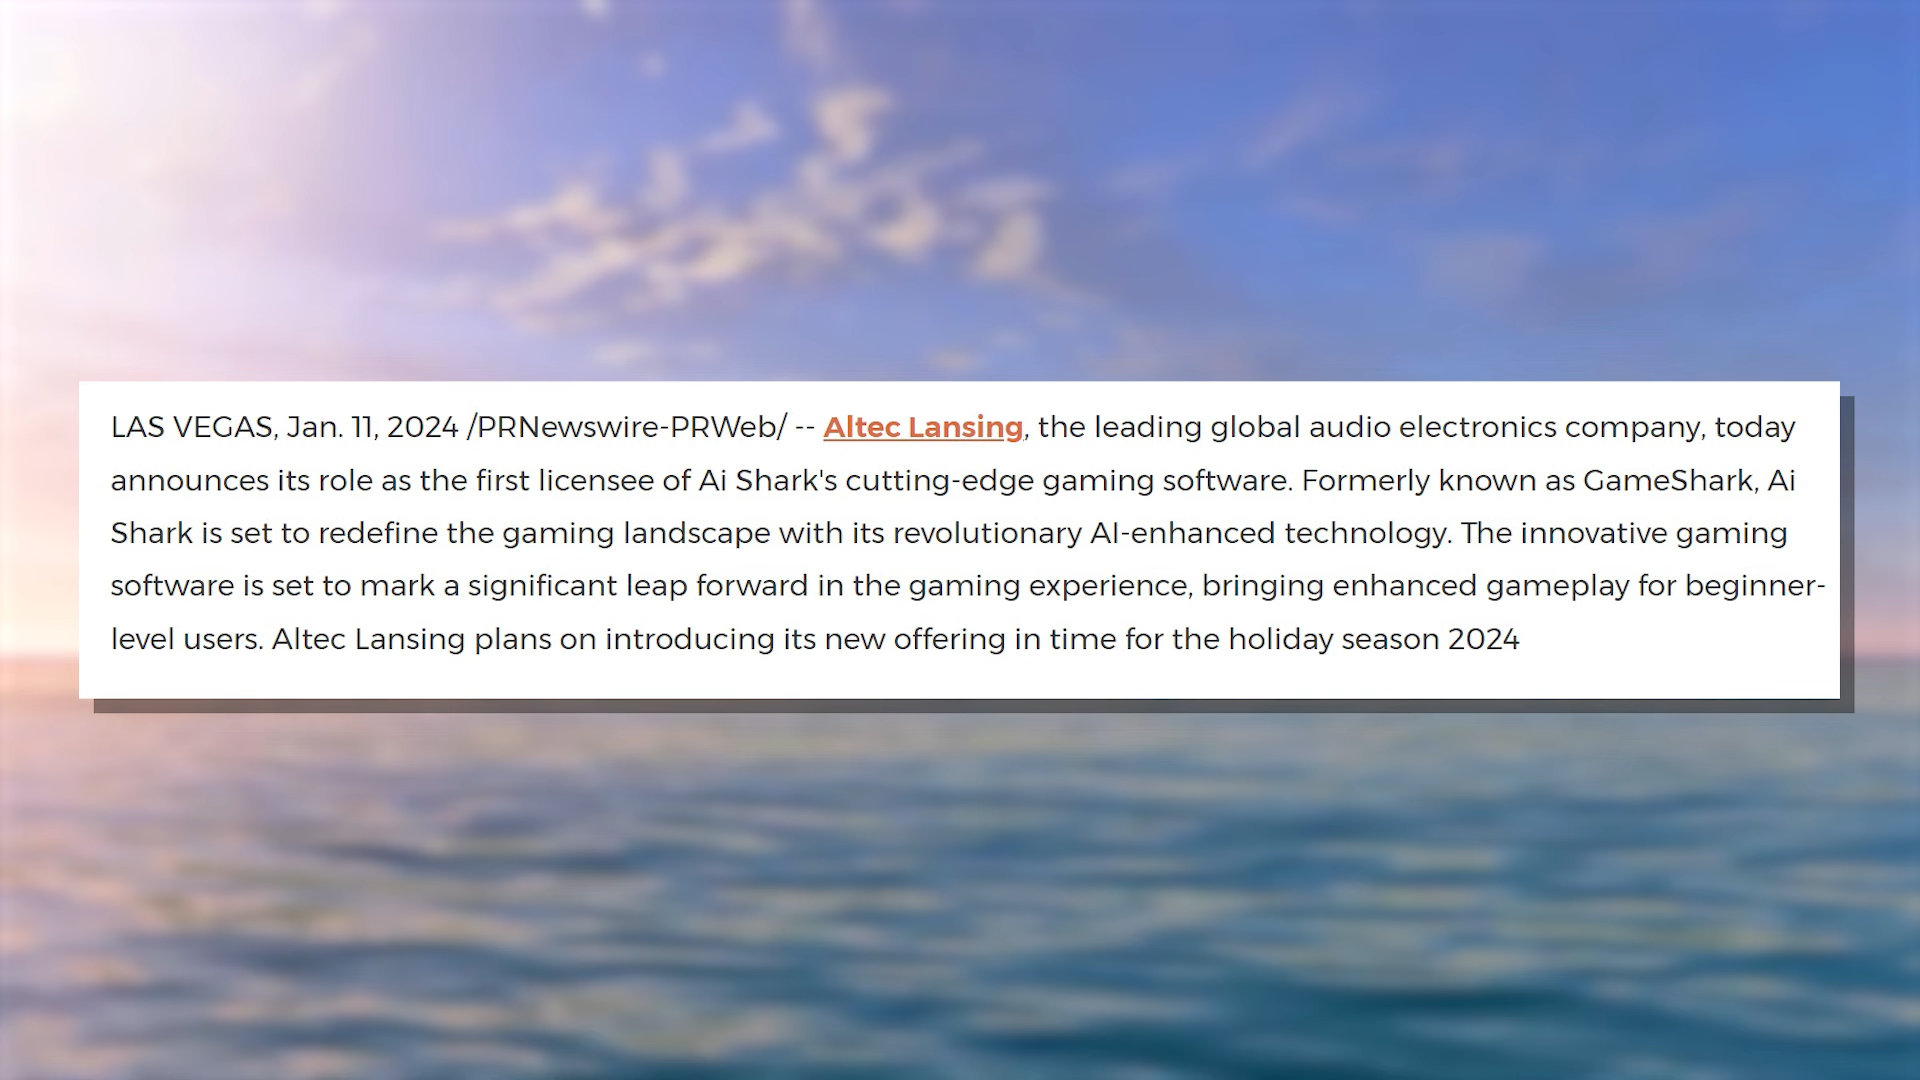 LAS VEGAS, Jan. 11, 2024 /PRNewswire-PRWeb/ -- Altec Lansing, the leading global audio electronics company, today
announces its role as the first licensee of Ai Shark's cutting-edge gaming software. Formerly known as GameShark, Ai
Shark is set to redefine the gaming landscape with its revolutionary AI-enhanced technology. The innovative gaming
software is set to mark a significant leap forward in the gaming experience, bringing enhanced gameplay for beginner-
level users. Altec Lansing plans on introducing its new offering in time for the holiday season 2024